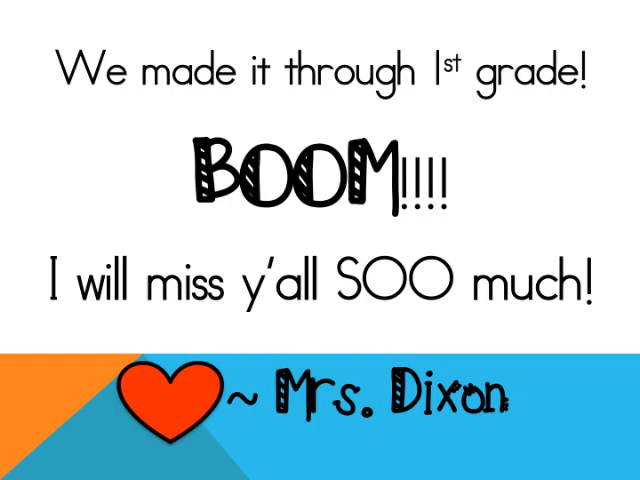 We made it through 1st grade!
BOOM!!!!
I will miss y'all SOO much!
~ Mrs. Dixon